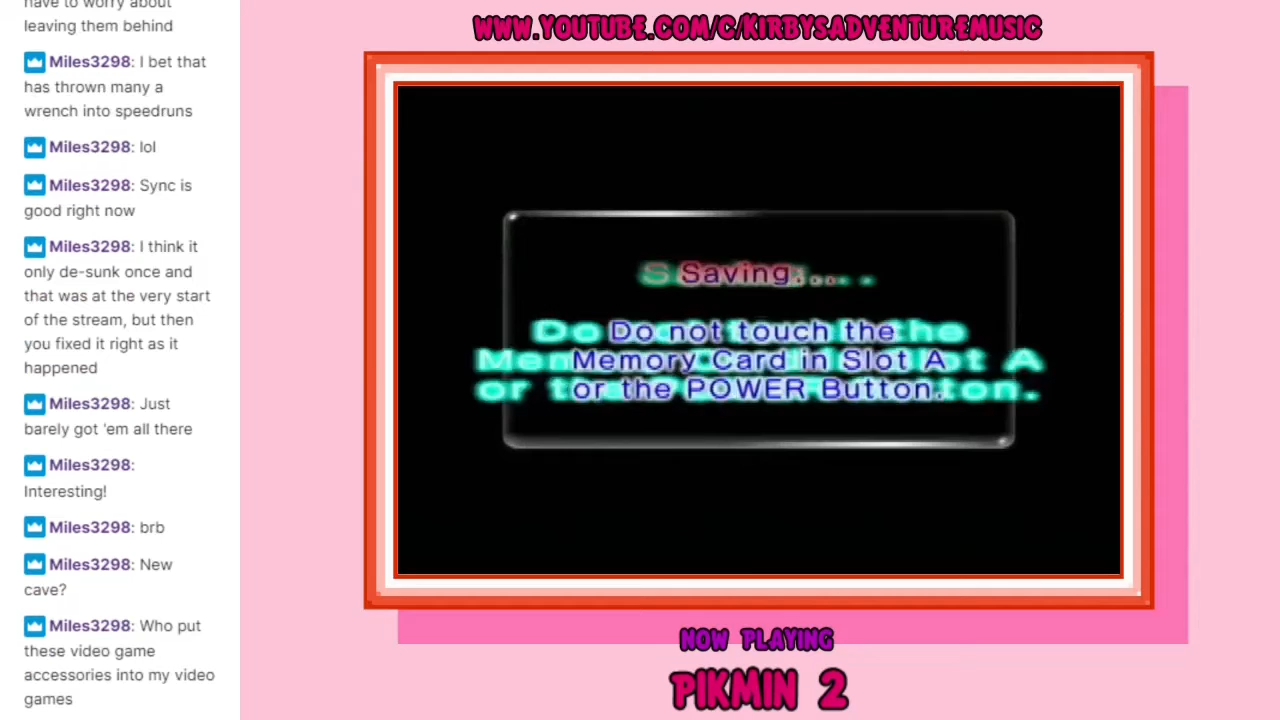 have to worry about
leaving them behind
Miles3298: I bet that
has thrown many a
wrench into speedruns
Miles3298: lol
Miles3298: Sync is
good right now
Miles3298: I think it
only de-sunk once and
that was at the very start
of the stream, but then
you fixed it right as it
happened
Miles3298: Just
barely got 'em all there
Miles3298:
Interesting!
Miles3298: brb
Miles3298: New
cave?
Miles3298: Who put
these video game
accessories into my video
games
WWW.YOUTUBE.COM/C/KIRBYSADVENTUREMUSIC
Saving....
Do not touch the
Memory Card in Slot A
or the POWER Button.
NOW PLAYING
PIKMIN 2